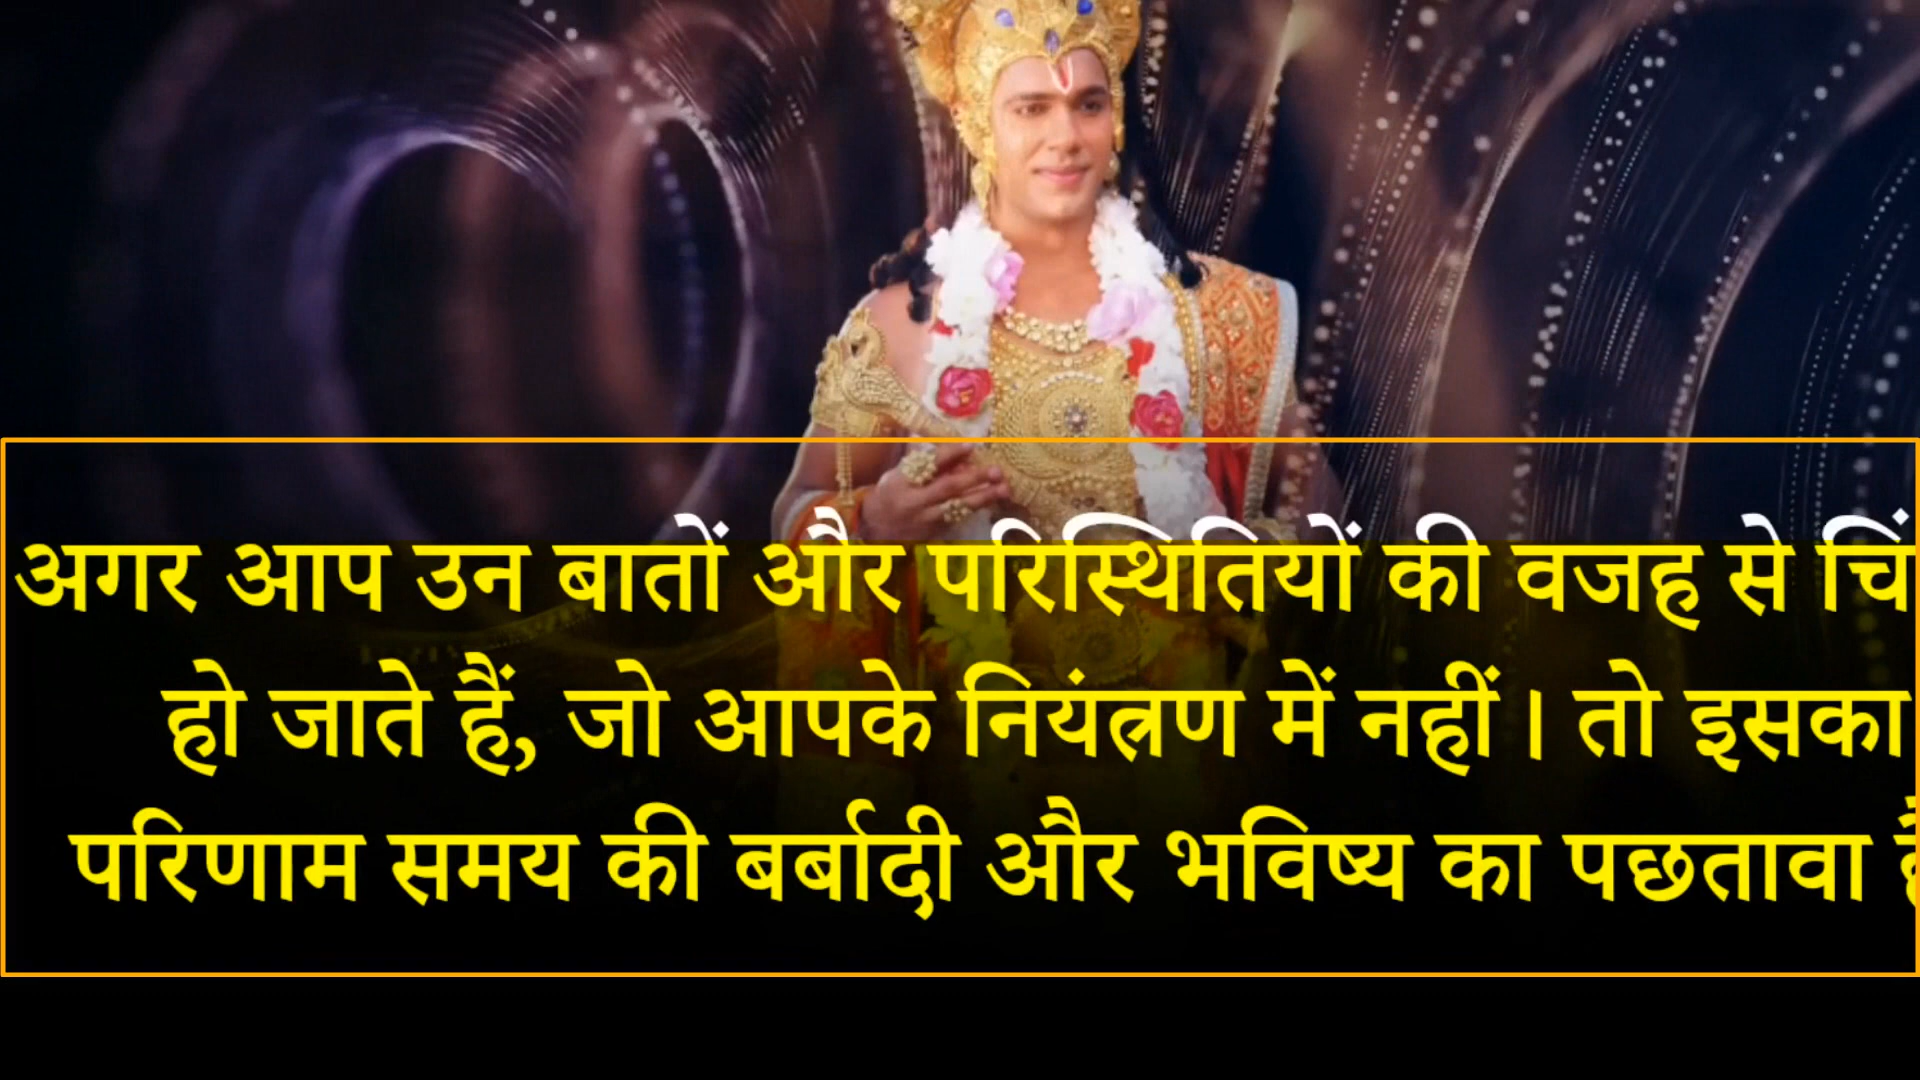 अगर आप उन बातों और परिस्थितियों की वजह से
हो जाते हैं, जो आपके नियंत्रण में नहीं। तो इसका
परिणाम समय की बर्बादी और भविष्य का पछतावा